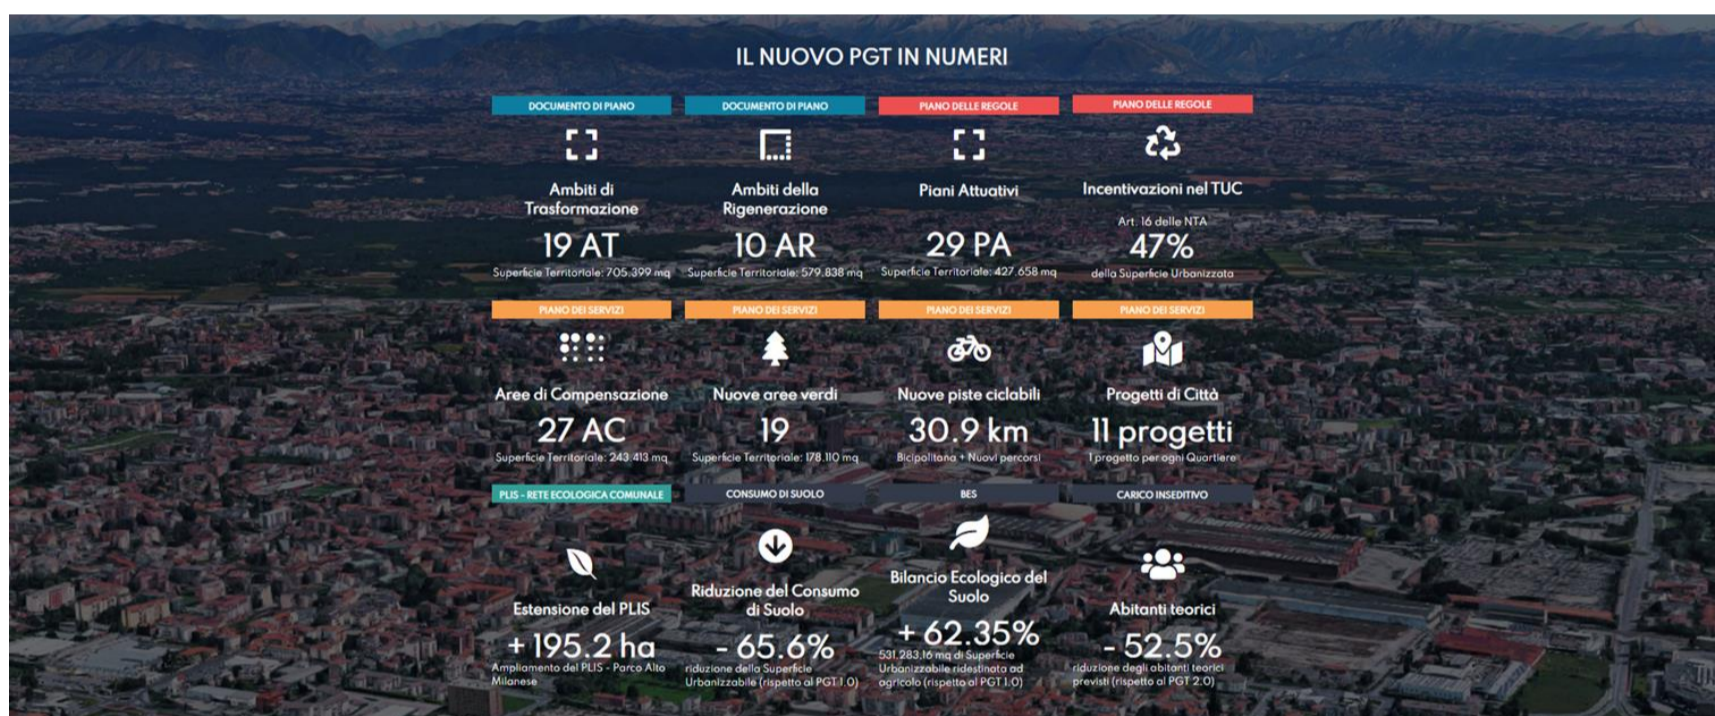 IL NUOVO PGT IN NUMERI
DOCUMENTO DI PIANO
Ambiti di
Trasformazione
19 AT
Superficie Territoriale: 705.399 mq
DOCUMENTO DI PIANO
Ambiti della
Rigenerazione
10 AR
Superficie Territoriale: 579.838 mq
PIANO DELLE REGOLE
Piani Attuativi
29 PA
Superficie Territoriale: 427.658 mq
PIANO DELLE REGOLE
Incentivazioni nel TUC
Art. 16 delle NTA
47%
della Superficie Urbanizzata
PIANO DEI SERVIZI
Aree di Compensazione
27 AC
Superficie Territoriale: 243.413 mq
PIANO DEI SERVIZI
Nuove aree verdi
19
Superficie Territoriale: 178.110 mq
PIANO DEI SERVIZI
Nuove piste ciclabili
30.9 km
Bicipolitana + Nuovi percorsi
PIANO DEI SERVIZI
Progetti di Città
11 progetti
1 progetto per ogni Quartiere
PLIS - RETE ECOLOGICA COMUNALE
Estensione del PLIS
+ 195.2 ha
Ampliamento del PLIS - Parco Alto
Milanese
CONSUMO DI SUOLO
Riduzione del Consumo
di Suolo
- 65.6%
riduzione della Superficie
Urbanizzabile (rispetto al PGT 1.0)
BES
Bilancio Ecologico del
Suolo
+ 62.35%
531.283,16 mq di Superficie
Urbanizzabile ridestinata ad
agricolo (rispetto al PGT 1.0)
CARICO INSEDITIVO
Abitanti teorici
- 52.5%
riduzione degli abitanti teorici
previsti (rispetto al PGT 2.0)